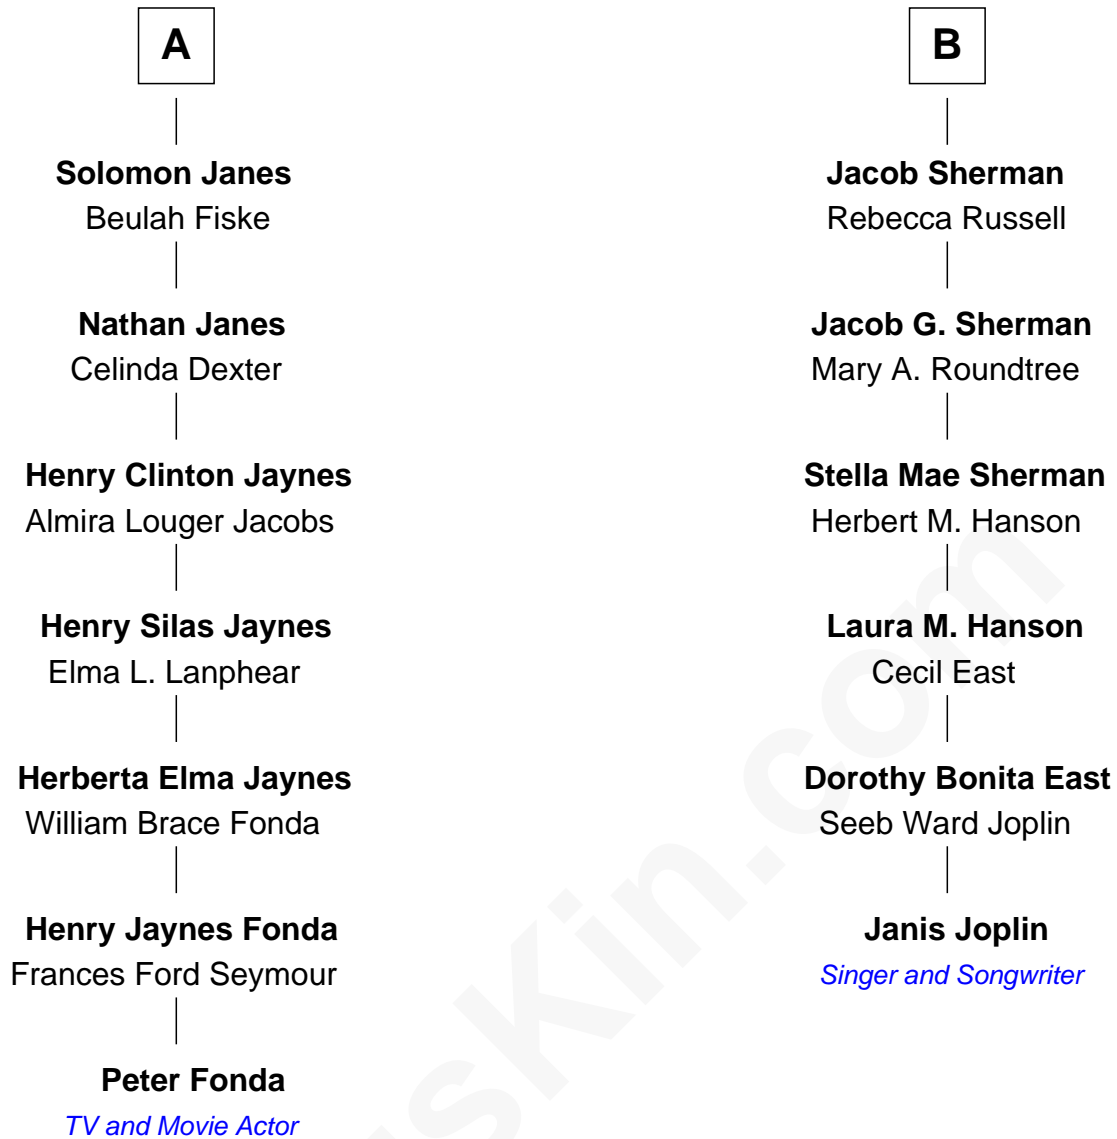 A
Solomon Janes
Beulah Fiske
Nathan Janes
Celinda Dexter
Henry Clinton Jaynes
Almira Louger Jacobs
Henry Silas Jaynes
Elma L. Lanphear
Herberta Elma Jaynes
William Brace Fonda
Henry Jaynes Fonda
Frances Ford Seymour
Peter Fonda
TV and Movie Actor
B
Jacob Sherman
Rebecca Russell
Jacob G. Sherman
Mary A. Roundtree
Stella Mae Sherman
Herbert M. Hanson
Laura M. Hanson
Cecil East
Dorothy Bonita East
Seeb Ward Joplin
Janis Joplin
Singer and Songwriter